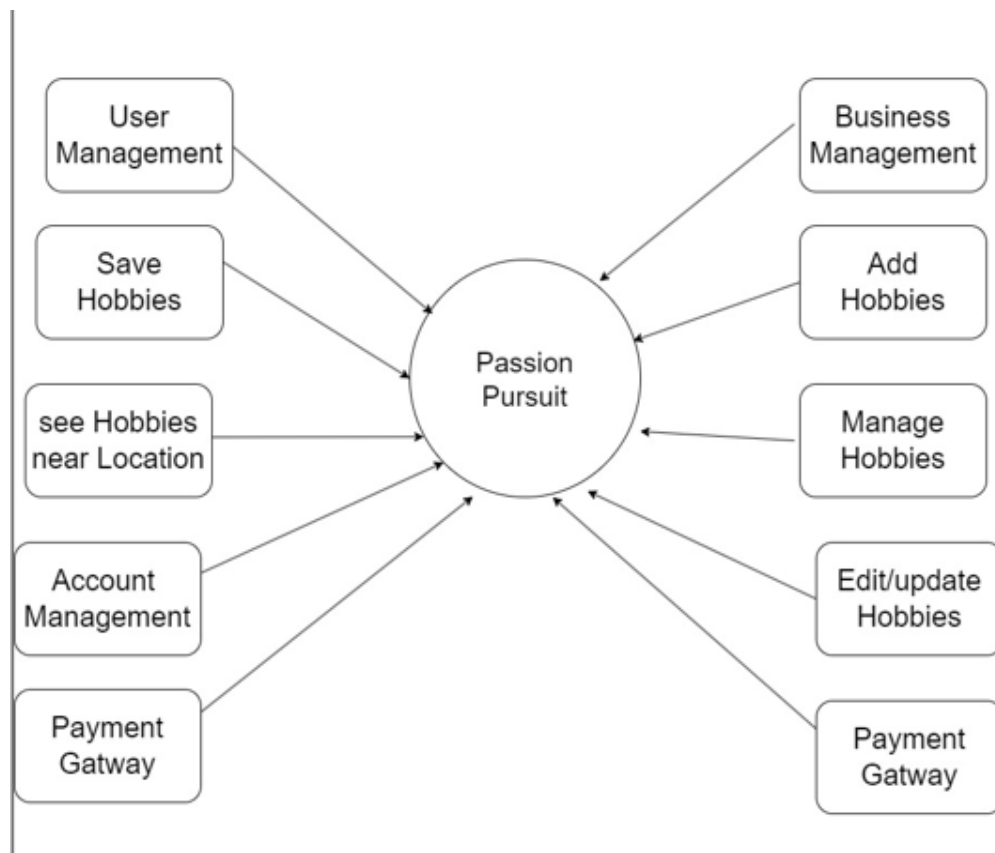 User
Management
Save
Hobbies
see Hobbies
near Location
Account
Management
Payment
Gatway
Passion
Pursuit
Business
Management
Add
Hobbies
Manage
Hobbies
Edit/update
Hobbies
Payment
Gatway